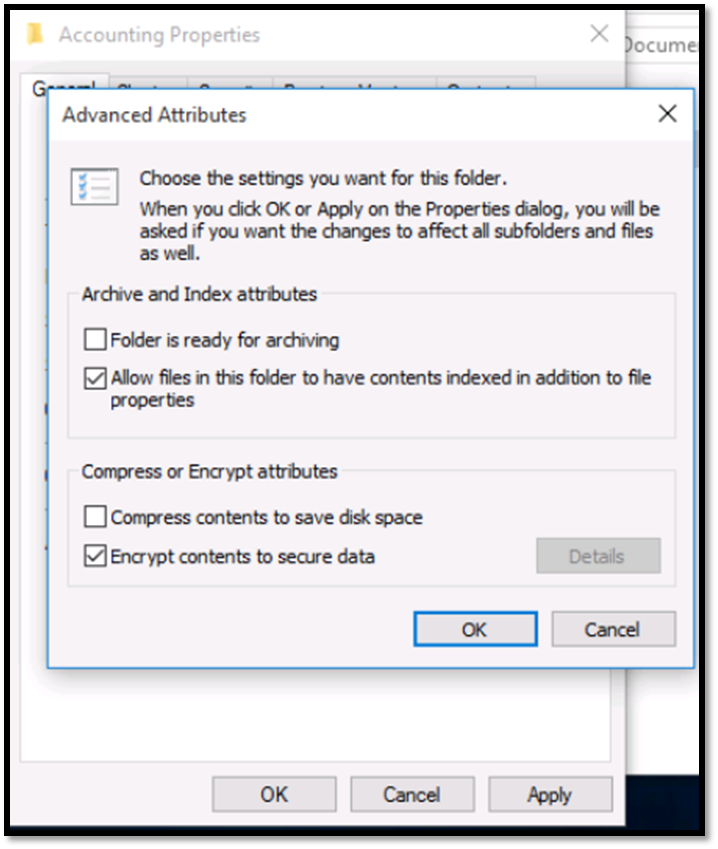 Accounting Properties
Advanced Attributes
Choose the settings you want for this folder.
When you click OK or Apply on the Properties dialog, you will be
asked if you want the changes to affect all subfolders and files
as well.
Archive and Index attributes
Folder is ready for archiving
Allow files in this folder to have contents indexed in addition to file
properties
Compress or Encrypt attributes
Compress contents to save disk space
Encrypt contents to secure data
Details
OK
Cancel
OK
Cancel
Apply